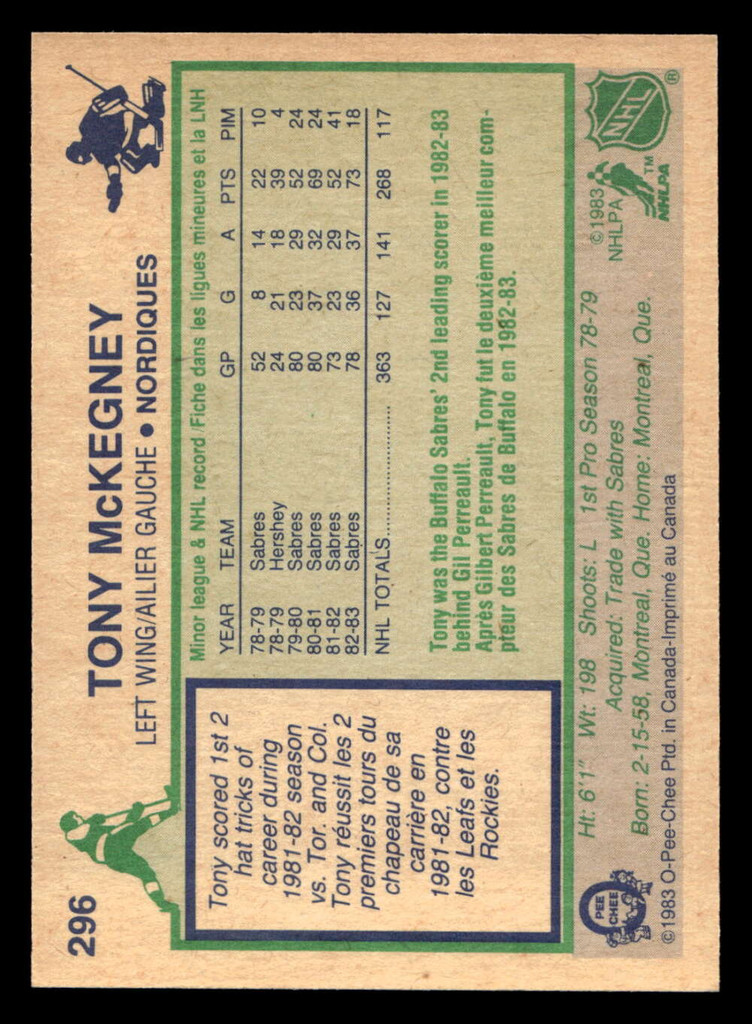 296
TONY McKEGNEY
LEFT WING/AILIER GAUCHE • NORDIQUES
Tony scored 1st 2
hat tricks of
career during
1981-82 season
vs. Tor. and Col.
Tony réussit les 2
premiers tours du
chapeau de sa
carrière en
1981-82, contre
les Leafs et les
Rockies.
Minor league & NHL record/Fiche dans les ligues mineures et la LNH
YEAR TEAM GP G A PTS PIM
78-79 Sabres 52 8 14 22 10
78-79 Hershey 24 21 18 39 4
79-80 Sabres 80 23 29 52 24
80-81 Sabres 80 37 32 69 24
81-82 Sabres 73 23 29 52 41
82-83 Sabres 78 36 37 73 18
NHL TOTALS........................ 363 127 141 268 117
Tony was the Buffalo Sabres' 2nd leading scorer in 1982-83
behind Gil Perreault.
Après Gilbert Perreault, Tony fut le deuxième meilleur com-
pteur des Sabres de Buffalo en 1982-83.
Ht: 6'1" Wt: 198 Shoots: L 1st Pro Season 78-79
Acquired: Trade with Sabres
Born: 2-15-58, Montreal, Que. Home: Montreal, Que.
©1983 O-Pee-Chee Ptd. in Canada-Imprimé au Canada
O
PEE
CHEE
©1983
NHLPA
TM
NHLPA
NHL
®